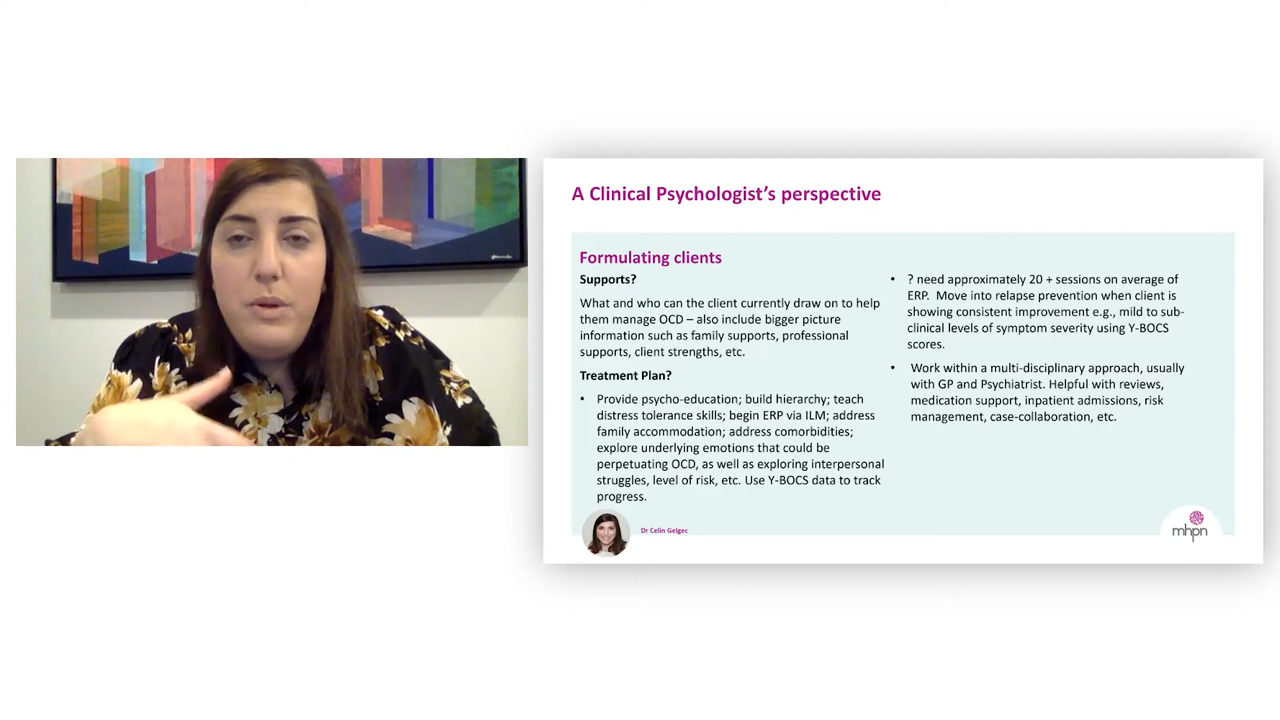 A Clinical Psychologist's perspective
Formulating clients
Supports?
What and who can the client currently draw on to help
them manage OCD – also include bigger picture
information such as family supports, professional
supports, client strengths, etc.
Treatment Plan?
• Provide psycho-education; build hierarchy; teach
distress tolerance skills; begin ERP via ILM; address
family accommodation; address comorbidities;
explore underlying emotions that could be
perpetuating OCD, as well as exploring interpersonal
struggles, level of risk, etc. Use Y-BOCS data to track
progress.
• ? need approximately 20 + sessions on average of
ERP. Move into relapse prevention when client is
showing consistent improvement e.g., mild to sub-
clinical levels of symptom severity using Y-BOCS
scores.
• Work within a multi-disciplinary approach, usually
with GP and Psychiatrist. Helpful with reviews,
medication support, inpatient admissions, risk
management, case-collaboration, etc.
Dr Celin Gelgec
mhpn